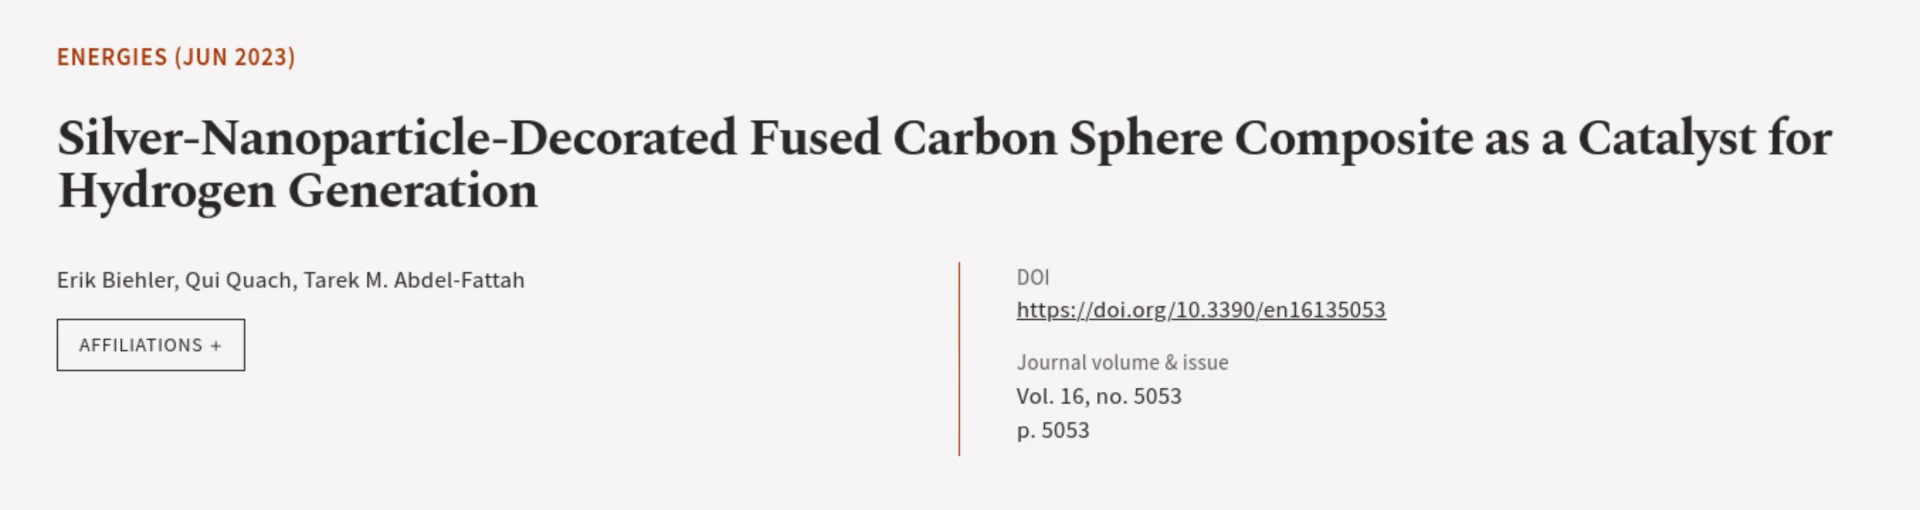 ENERGIES (JUN 2023)
Silver-Nanoparticle-Decorated Fused Carbon Sphere Composite as a Catalyst for
Hydrogen Generation
Erik Biehler, Qui Quach, Tarek M. Abdel-Fattah
AFFILIATIONS +
DOI
https://doi.org/10.3390/en16135053
Journal volume & issue
Vol. 16, no. 5053
p. 5053